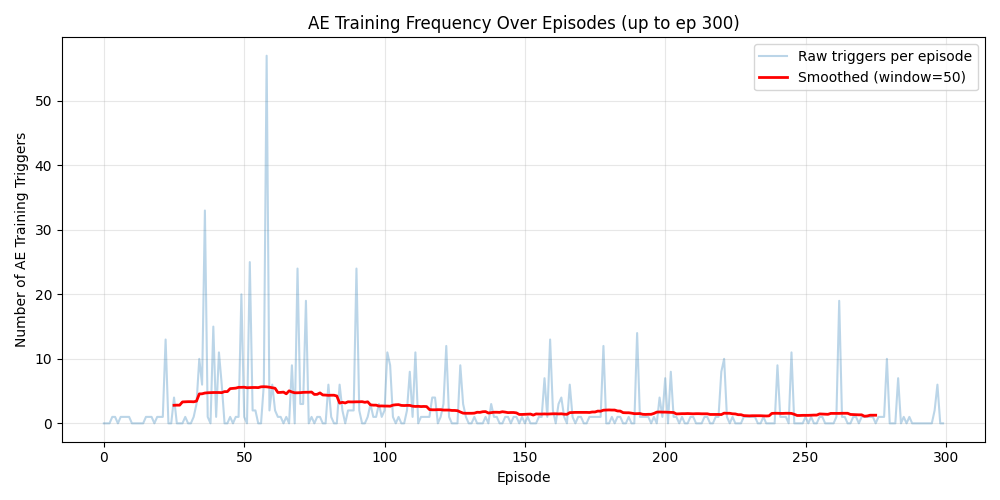 AE Training Frequency Over Episodes (up to ep 300)
Raw triggers per episode
Smoothed (window=50)
Number of AE Training Triggers
50
40
30
20
10
0
0 50 100 150 200 250 300
Episode